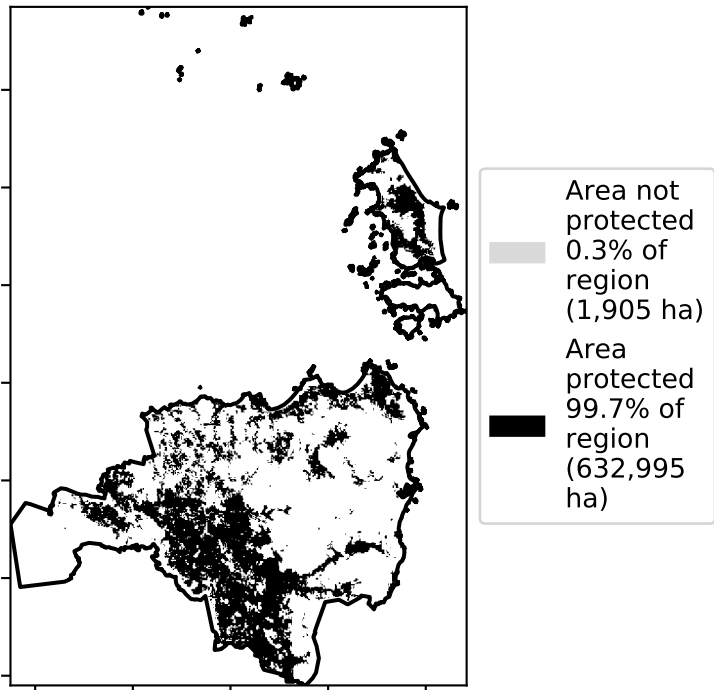 Area not
protected
0.3% of
region
(1,905 ha)
Area
protected
99.7% of
region
(632,995
ha)